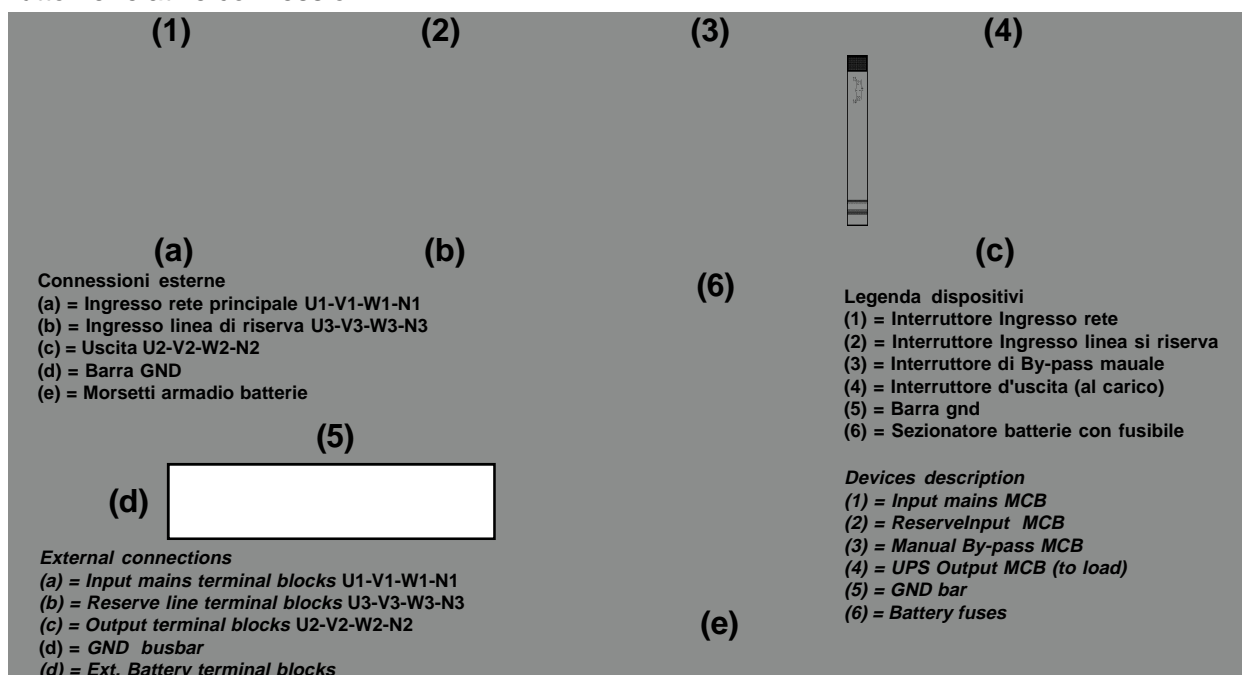 (1) (2) (3) (4)
(a) (b) (c)
Connessioni esterne
(a) = Ingresso rete principale U1-V1-W1-N1
(b) = Ingresso linea di riserva U3-V3-W3-N3
(c) = Uscita U2-V2-W2-N2
(d) = Barra GND
(e) = Morsetti armadio batterie
(6)
Legenda dispositivi
(1) = Interruttore Ingresso rete
(2) = Interruttore Ingresso linea si riserva
(3) = Interruttore di By-pass mauale
(4) = Interruttore d'uscita (al carico)
(5) = Barra gnd
(6) = Sezionatore batterie con fusibile
(5)
(d)
External connections
(a) = Input mains terminal blocks U1-V1-W1-N1
(b) = Reserve line terminal blocks U3-V3-W3-N3
(c) = Output terminal blocks U2-V2-W2-N2
(d) = GND busbar
(d) = Ext. Battery terminal blocks
(e)
Devices description
(1) = Input mains MCB
(2) = ReserveInput MCB
(3) = Manual By-pass MCB
(4) = UPS Output MCB (to load)
(5) = GND bar
(6) = Battery fuses